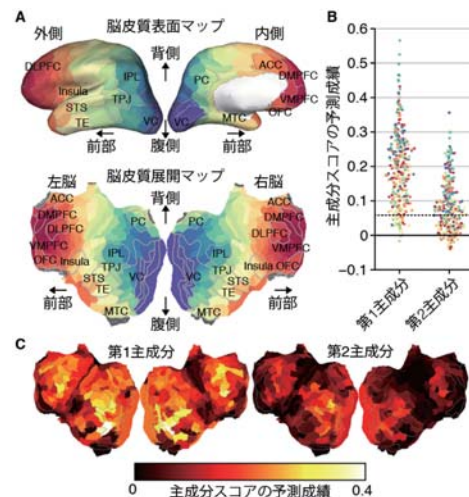 A
脳皮質表面マップ
外側
背側
内側
DLPFC
IPL
PC
ACC
DMPFC
Insula
TPJ
VMPFC
STS
OFC
TE
VC
VC
MTC
前部
腹側
前部
脳皮質展開マップ
左脳
背側
右脳
ACC
PC
PC
ACC
DMPFC
DMPFC
DLPFC
DLPFC
VMPFC
IPL
IPL
VMPFC
OFC
Insula
TPJ
VC
TPJ
Insula
OFC
STS
STS
TE
TE
MTC
MTC
前部
腹側
前部
B
主成分スコアの予測成績
0.6
0.5
0.4
0.3
0.2
0.1
0
-0.1
第1主成分
第2主成分
C
第1主成分
第2主成分
0
0.4
主成分スコアの予測成績